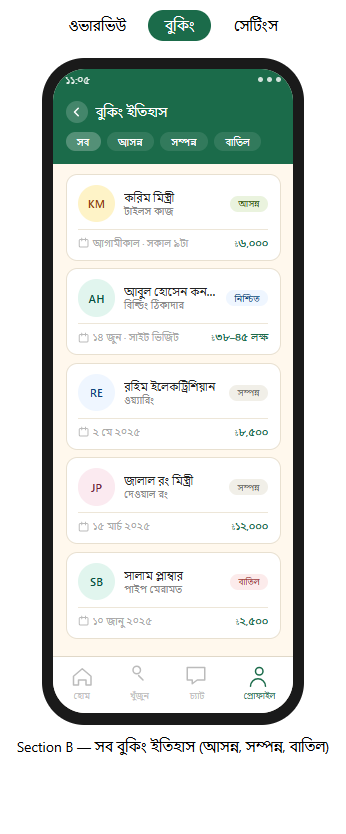 ওভারভিউ বুকিং সেটিংস
১১:০৫
বুকিং ইতিহাস
সব আসন্ন সম্পন্ন বাতিল
KM করিম মিস্ত্রী আসন্ন
টাইলস কাজ
আগামীকাল · সকাল ৯টা ৳৬,০০০
AH আবুল হোসেন কন... নিশ্চিত
বিল্ডিং ঠিকাদার
১৪ জুন · সাইট ভিজিট ৳৩৮–৪৫ লক্ষ
RE রহিম ইলেকট্রিশিয়ান সম্পন্ন
ওয়্যারিং
২ মে ২০২৫ ৳৮,৫০০
JP জালাল রং মিস্ত্রী সম্পন্ন
দেওয়াল রং
১৫ মার্চ ২০২৫ ৳১২,০০০
SB সালাম প্লাম্বার বাতিল
পাইপ মেরামত
১০ জানু ২০২৫ ৳২,৫০০
হোম খুঁজুন চ্যাট প্রোফাইল
Section B — সব বুকিং ইতিহাস (আসন্ন, সম্পন্ন, বাতিল)